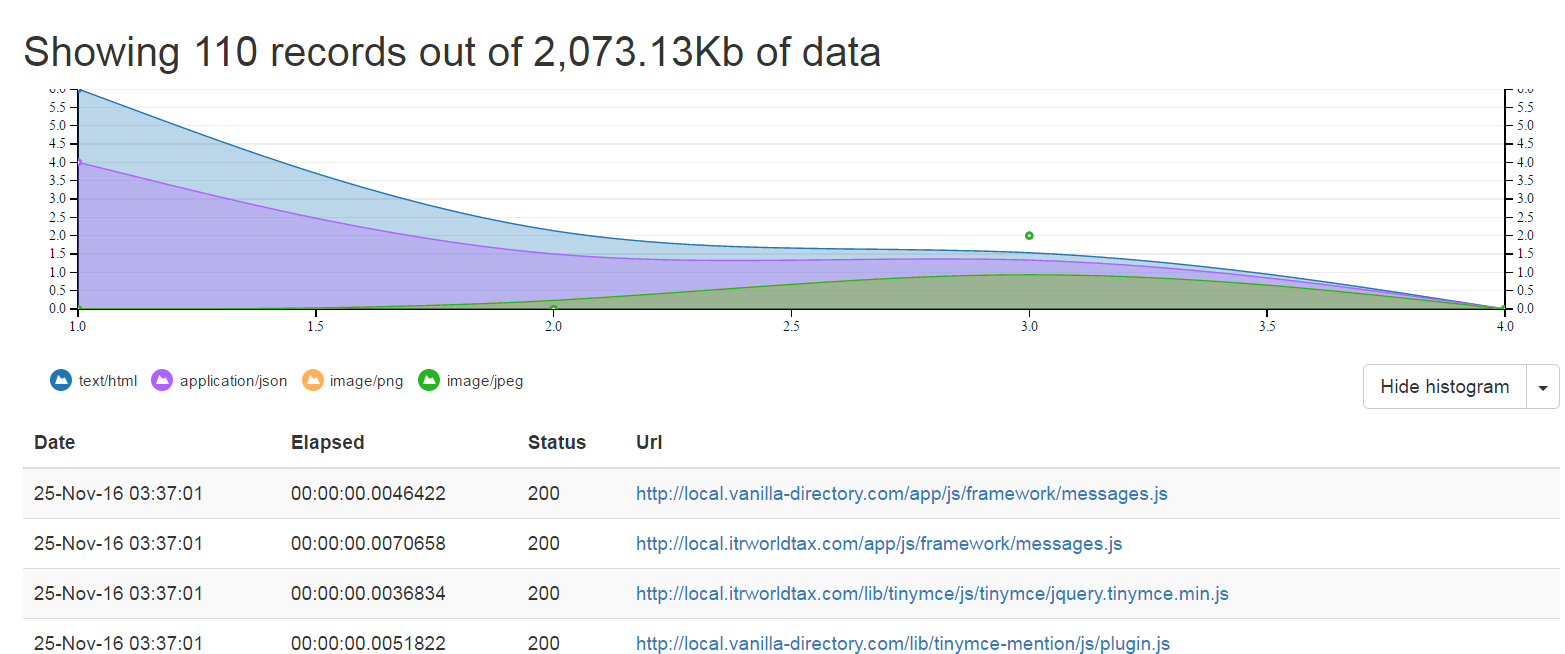 Showing 110 records out of 2,073.13Kb of data
6.0 6.0
5.5 5.5
5.0 5.0
4.5 4.5
4.0 4.0
3.5 3.5
3.0 3.0
2.5 2.5
2.0 2.0
1.5 1.5
1.0 1.0
0.5 0.5
0.0 0.0
1.0 1.5 2.0 2.5 3.0 3.5 4.0
text/html application/json image/png image/jpeg
Hide histogram
Date Elapsed Status Url
25-Nov-16 03:37:01 00:00:00.0046422 200 http://local.vanilla-directory.com/app/js/framework/messages.js
25-Nov-16 03:37:01 00:00:00.0070658 200 http://local.itrworldtax.com/app/js/framework/messages.js
25-Nov-16 03:37:01 00:00:00.0036834 200 http://local.itrworldtax.com/lib/tinymce/js/tinymce/jquery.tinymce.min.js
25-Nov-16 03:37:01 00:00:00.0051822 200 http://local.vanilla-directory.com/lib/tinymce-mention/js/plugin.js